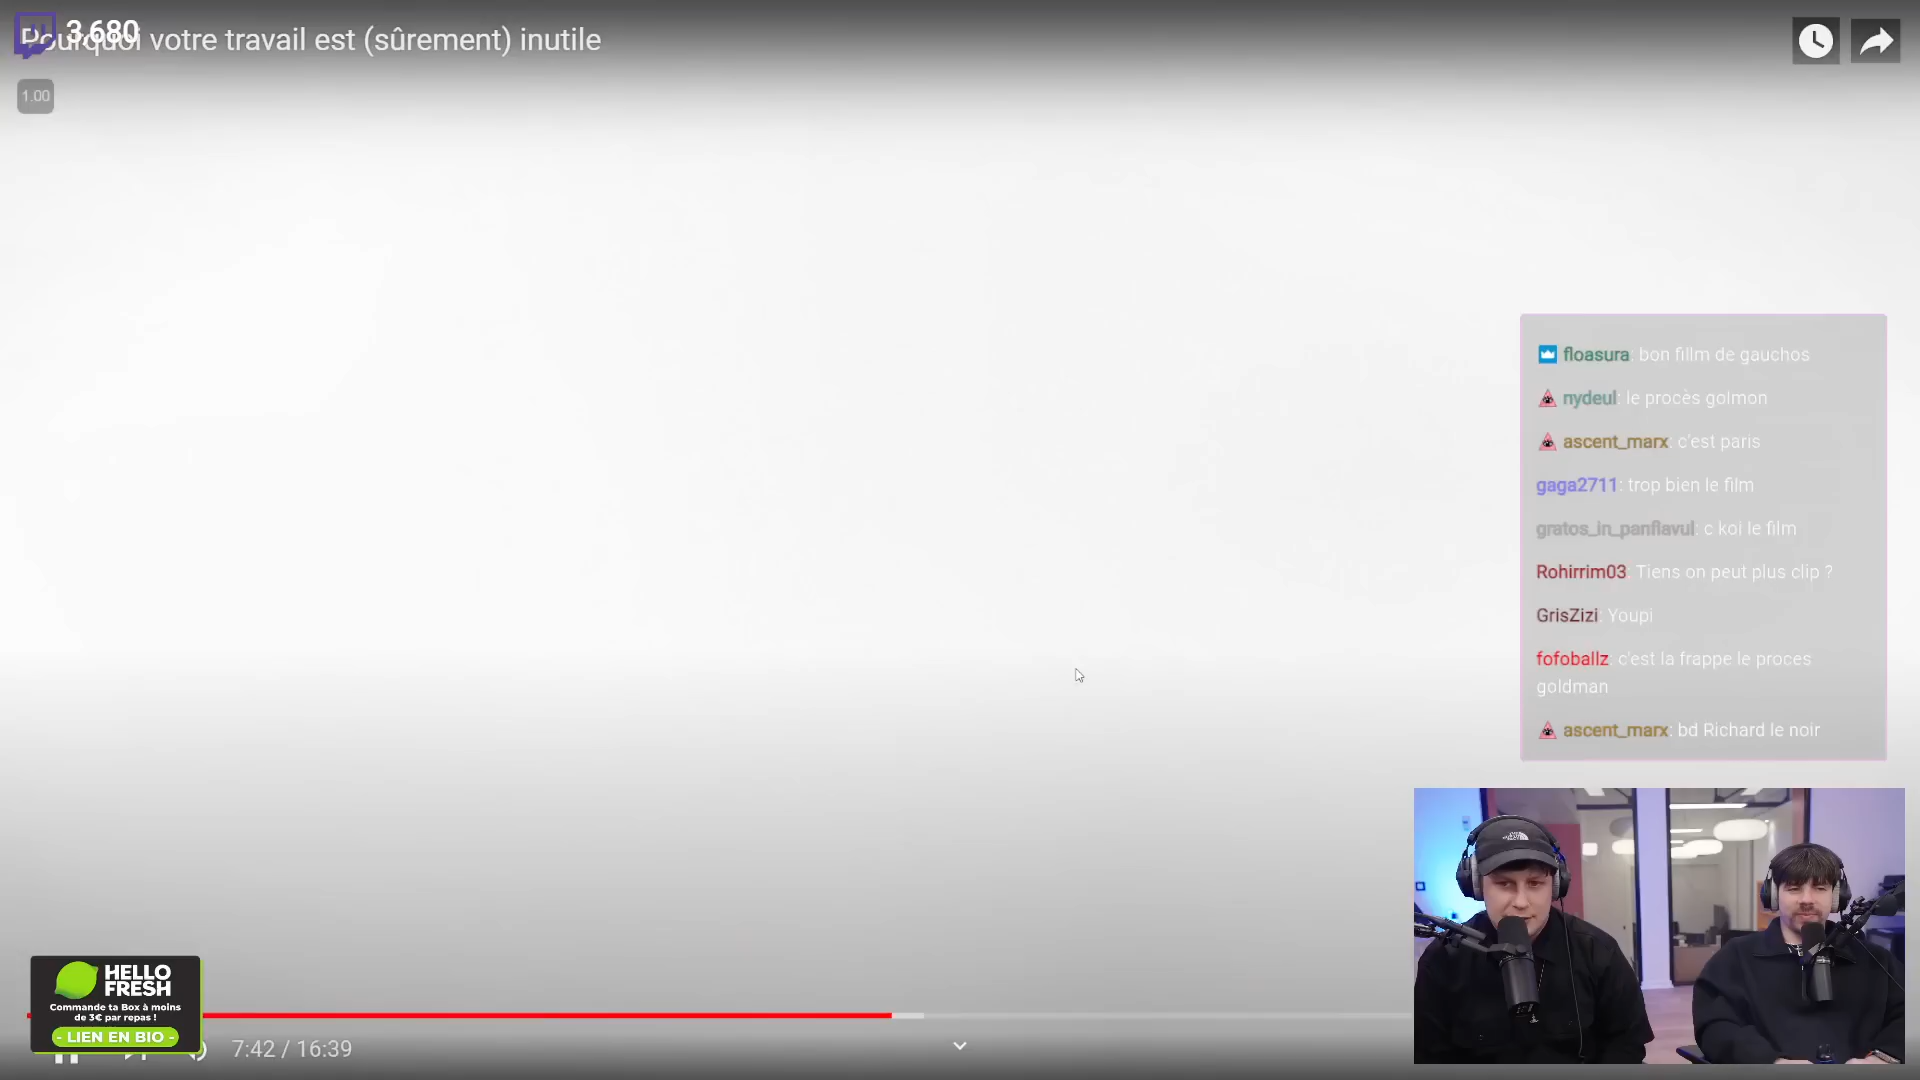 3,680
Pourquoi votre travail est (sûrement) inutile
1.00
floasura: bon fillm de gauchos
nydeul: le procès golmon
ascent_marx: c'est paris
gaga2711: trop bien le film
gratos_in_panflavul: c koi le film
Rohirrim03: Tiens on peut plus clip ?
GrisZizi: Youpi
fofoballz: c'est la frappe le proces
goldman
ascent_marx: bd Richard le noir
HELLO
FRESH
Commande ta Box à moins
de 3€ par repas !
- LIEN EN BIO -
7:42 / 16:39